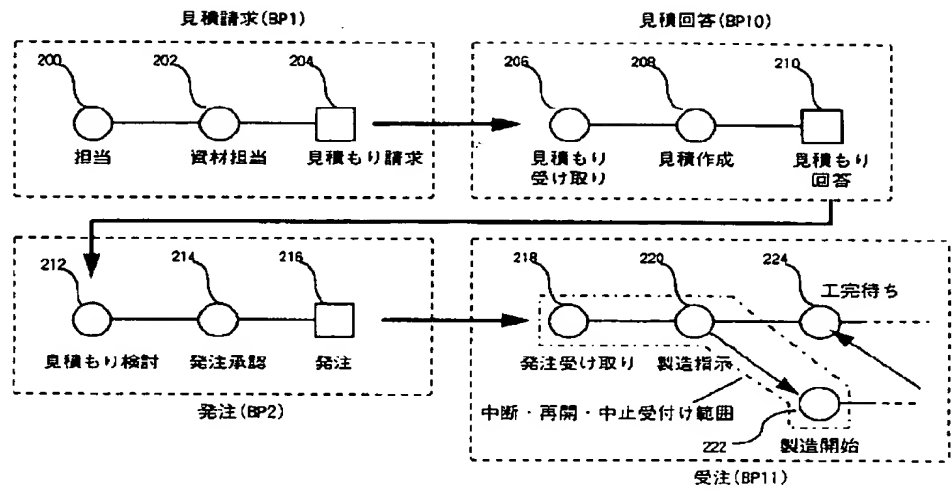 見積請求(BP1)
見積回答(BP10)
200
202
204
206
208
210
担当
資材担当
見積もり請求
見積もり
受け取り
見積作成
見積もり
回答
212
214
216
218
220
224
工完待ち
見積もり検討
発注承認
発注
発注受け取り
製造指示
中断・再開・中止受付け範囲
222
製造開始
発注(BP2)
受注(BP11)